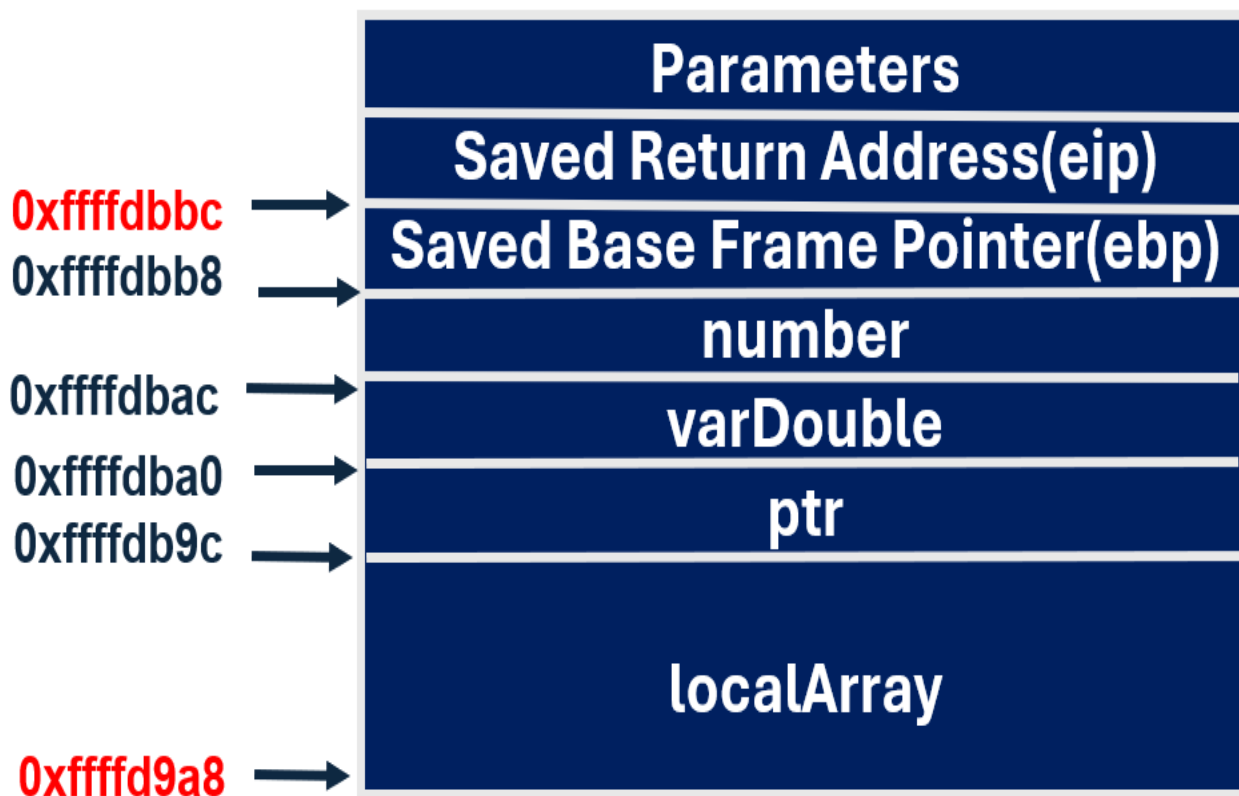 Parameters
Saved Return Address(eip)
0xffffdbbc
Saved Base Frame Pointer(ebp)
0xffffdbb8
number
0xffffdbac
varDouble
0xffffdba0
ptr
0xffffdb9c
localArray
0xffffd9a8